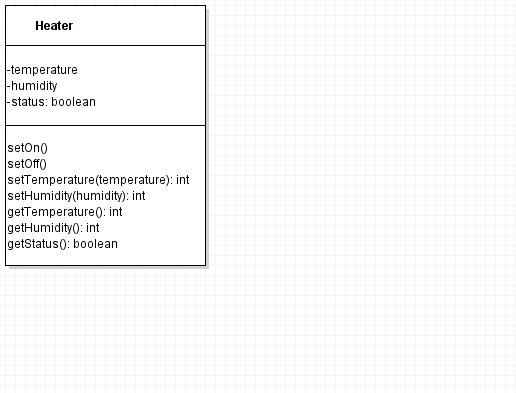 Heater
-temperature
-humidity
-status: boolean
setOn()
setOff()
setTemperature(temperature): int
setHumidity(humidity): int
getTemperature(): int
getHumidity(): int
getStatus(): boolean